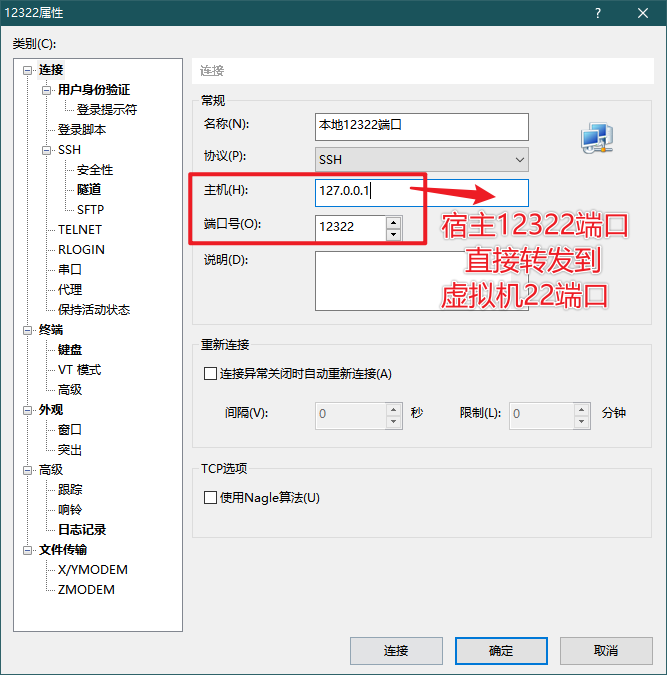 12322属性
类别(C):
连接
用户身份验证
登录提示符
登录脚本
SSH
安全性
隧道
SFTP
TELNET
RLOGIN
串口
代理
保持活动状态
终端
键盘
VT 模式
高级
外观
窗口
突出
高级
跟踪
响铃
日志记录
文件传输
X/YMODEM
ZMODEM
连接
常规
名称(N):
本地12322端口
协议(P):
SSH
主机(H):
127.0.0.1
端口号(O):
12322
说明(D):
宿主12322端口
直接转发到
虚拟机22端口
重新连接
连接异常关闭时自动重新连接(A)
间隔(V):
0
秒
限制(L):
0
分钟
TCP选项
使用Nagle算法(U)
连接
确定
取消